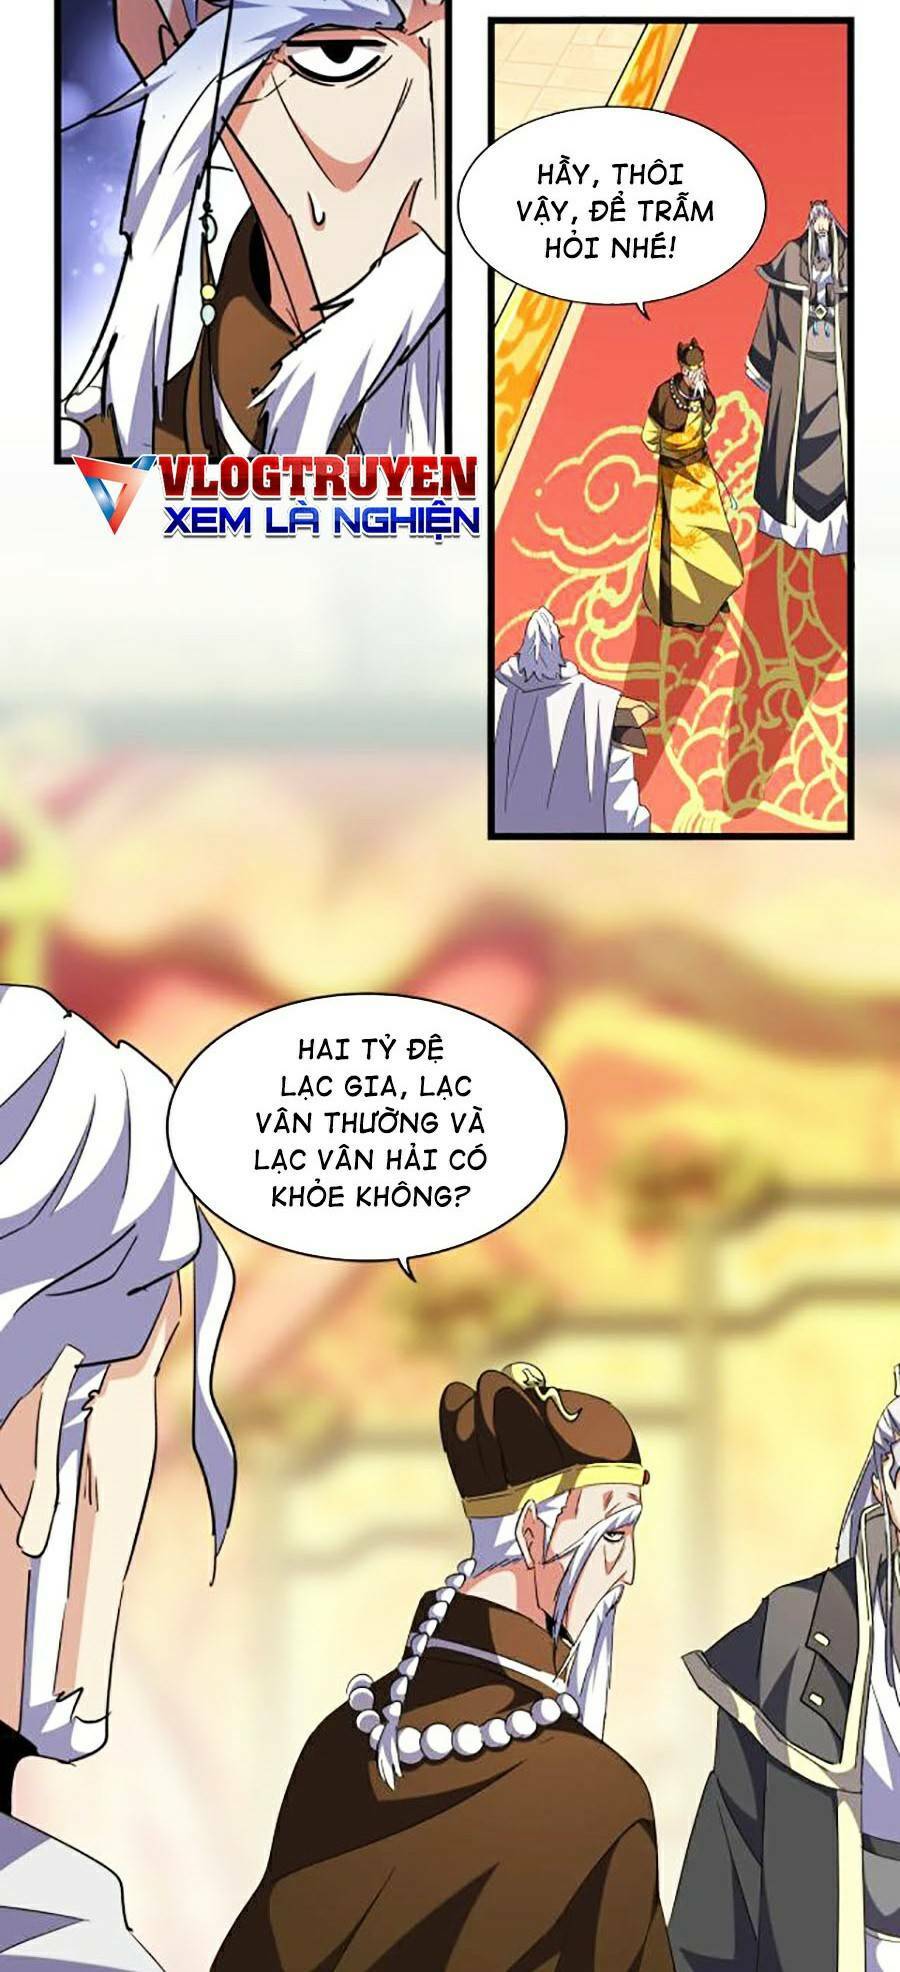 HẦY, THÔI
VẬY, ĐỂ TRẪM
HỎI NHÉ!
VLOGTRUYEN
XEM LÀ NGHIỆN
HAI TỶ ĐỆ
LẠC GIA, LẠC
VÂN THƯỜNG VÀ
LẠC VÂN HẢI CÓ
KHỎE KHÔNG?